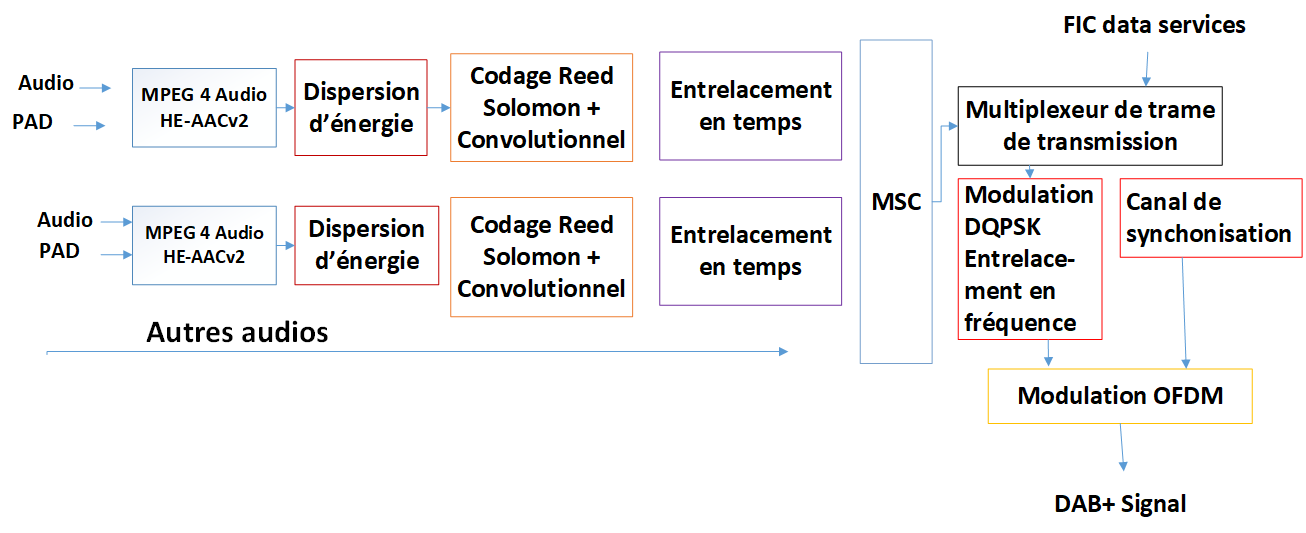 FIC data services
Audio
PAD
MPEG 4 Audio
HE-AACv2
Dispersion
d’énergie
Codage Reed
Solomon +
Convolutionnel
Entrelacement
en temps
Multiplexeur de trame
de transmission
MSC
Audio
PAD
MPEG 4 Audio
HE-AACv2
Dispersion
d’énergie
Codage Reed
Solomon +
Convolutionnel
Entrelacement
en temps
Modulation
DQPSK
Entrelace-
ment en
fréquence
Canal de
synchonisation
Autres audios
Modulation OFDM
DAB+ Signal